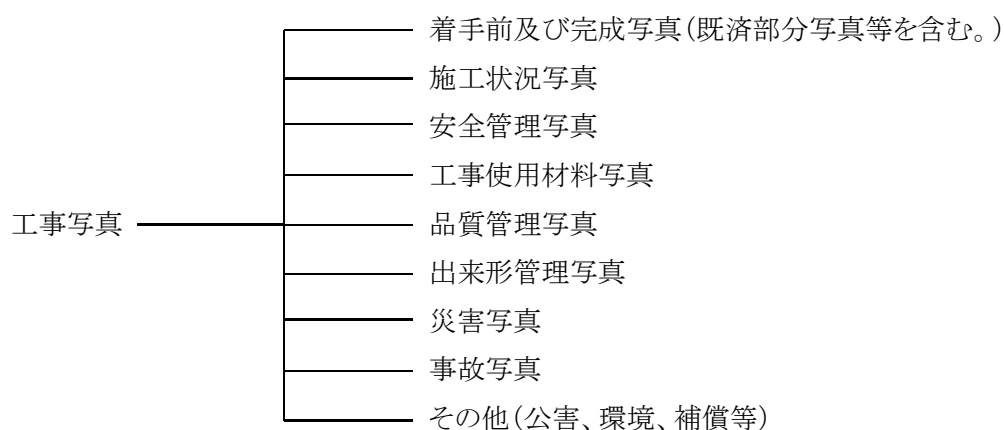 着手前及び完成写真(既済部分写真等を含む。)
施工状況写真
安全管理写真
工事使用材料写真
工事写真
品質管理写真
出来形管理写真
災害写真
事故写真
その他(公害、環境、補償等)